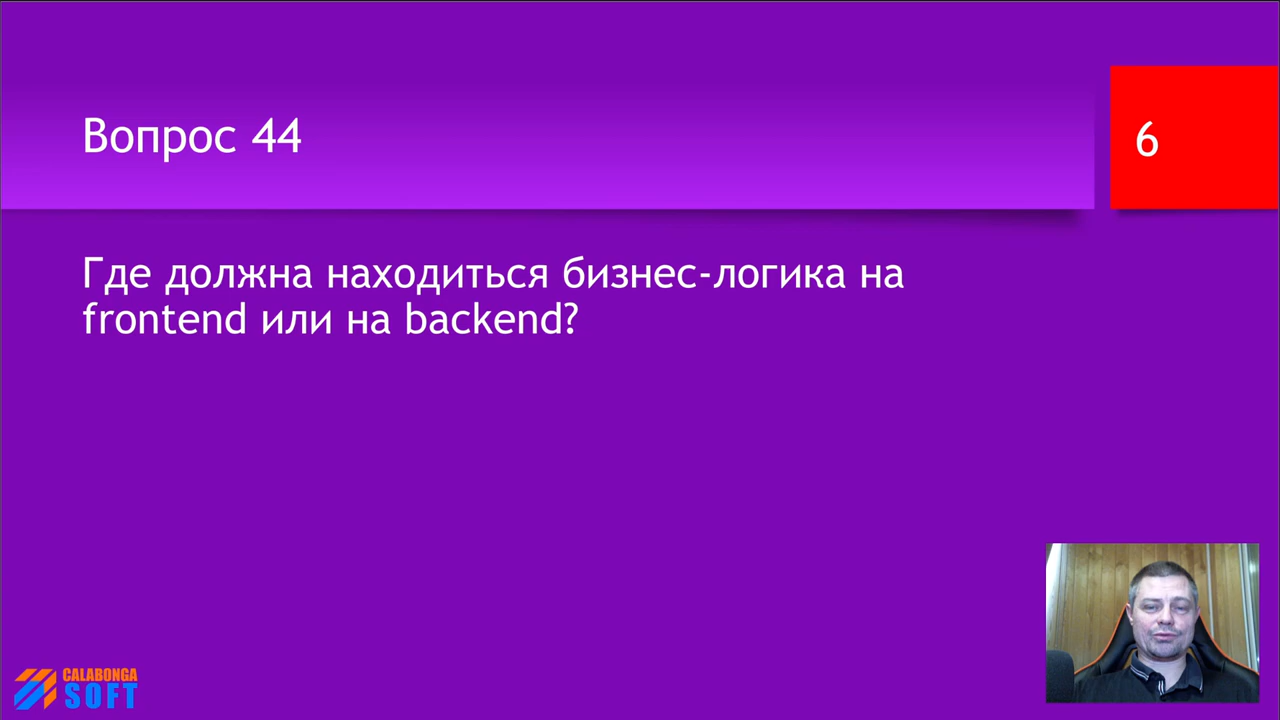 Вопрос 44
6
Где должна находиться бизнес-логика на
frontend или на backend?
CALABONGA
SOFT